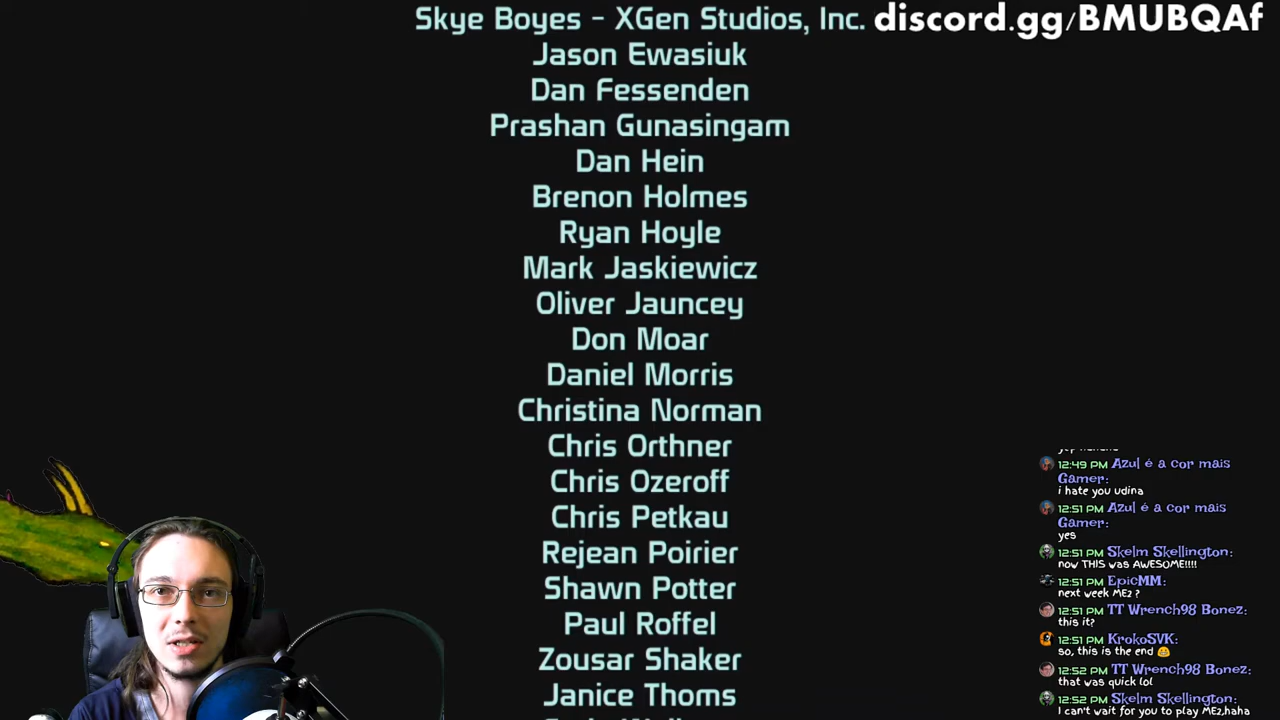 Skye Boyes - XGen Studios, Inc.
discord.gg/BMUBQAf
Jason Ewasiuk
Dan Fessenden
Prashan Gunasingam
Dan Hein
Brenon Holmes
Ryan Hoyle
Mark Jaskiewicz
Oliver Jauncey
Don Moar
Daniel Morris
Christina Norman
Chris Orthner
Chris Ozeroff
Chris Petkau
Rejean Poirier
Shawn Potter
Paul Roffel
Zousar Shaker
Janice Thoms
12:49 PM Azul é a cor mais
Gamer:
i hate you udina
12:51 PM Azul é a cor mais
Gamer:
yes
12:51 PM Skelm Skellington:
now THIS was AWESOME!!!!
12:51 PM EpicMM:
next week ME2 ?
12:51 PM TT Wrench98 Bonez:
this it?
12:51 PM KrokoSVK:
so, this is the end
12:52 PM TT Wrench98 Bonez:
that was quick lol
12:52 PM Skelm Skellington:
I can't wait for you to play ME2,haha